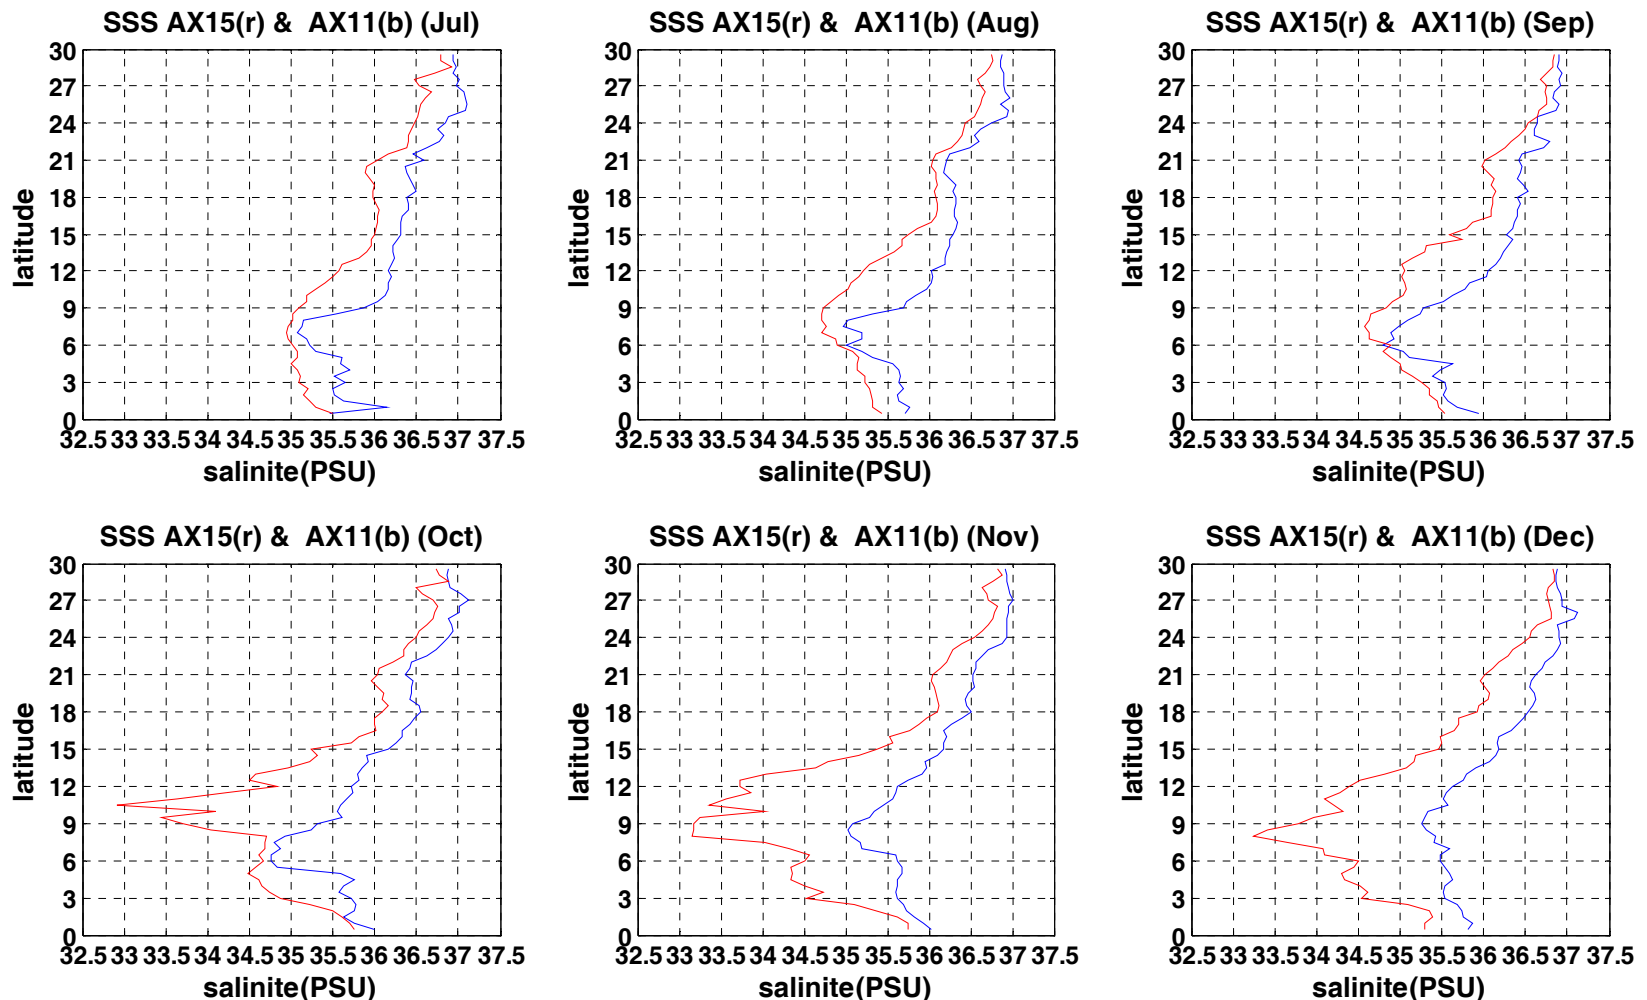 SSS AX15(r) & AX11(b) (Jul)
30
27
24
21
18
15
12
9
6
3
0
latitude
32.5 33 33.5 34 34.5 35 35.5 36 36.5 37 37.5
salinite(PSU)
SSS AX15(r) & AX11(b) (Aug)
30
27
24
21
18
15
12
9
6
3
0
latitude
32.5 33 33.5 34 34.5 35 35.5 36 36.5 37 37.5
salinite(PSU)
SSS AX15(r) & AX11(b) (Sep)
30
27
24
21
18
15
12
9
6
3
0
latitude
32.5 33 33.5 34 34.5 35 35.5 36 36.5 37 37.5
salinite(PSU)
SSS AX15(r) & AX11(b) (Oct)
30
27
24
21
18
15
12
9
6
3
0
latitude
32.5 33 33.5 34 34.5 35 35.5 36 36.5 37 37.5
salinite(PSU)
SSS AX15(r) & AX11(b) (Nov)
30
27
24
21
18
15
12
9
6
3
0
latitude
32.5 33 33.5 34 34.5 35 35.5 36 36.5 37 37.5
salinite(PSU)
SSS AX15(r) & AX11(b) (Dec)
30
27
24
21
18
15
12
9
6
3
0
latitude
32.5 33 33.5 34 34.5 35 35.5 36 36.5 37 37.5
salinite(PSU)